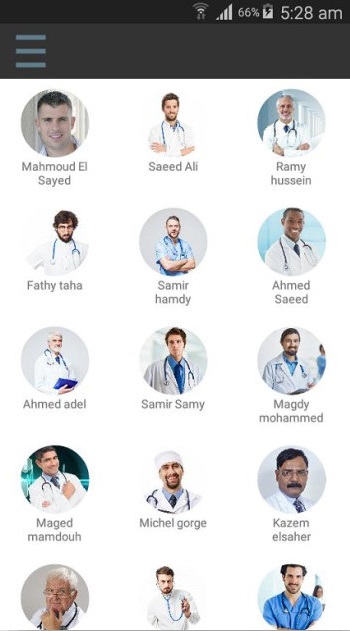 66% 5:28 am
Mahmoud El
Sayed
Saeed Ali
Ramy
hussein
Fathy taha
Samir
hamdy
Ahmed
Saeed
Ahmed adel
Samir Samy
Magdy
mohammed
Maged
mamdouh
Michel gorge
Kazem
elsaher